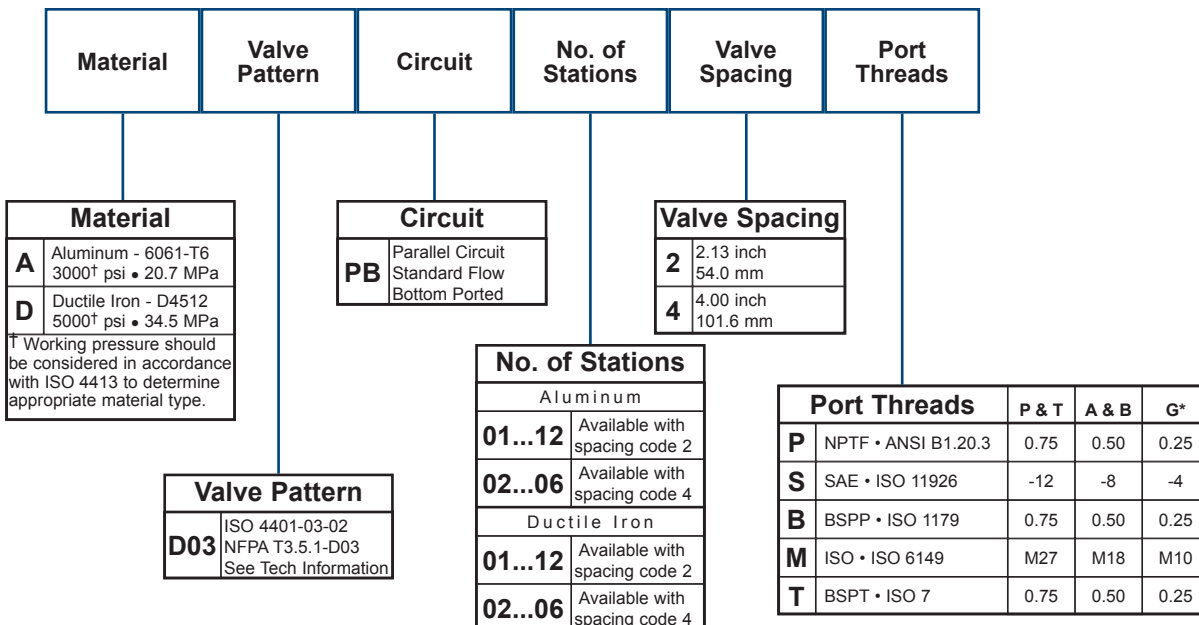 Material
Valve
Pattern
Circuit
No. of
Stations
Valve
Spacing
Port
Threads
Material
A
Aluminum - 6061-T6
3000† psi • 20.7 MPa
D
Ductile Iron - D4512
5000† psi • 34.5 MPa
† Working pressure should
be considered in accordance
with ISO 4413 to determine
appropriate material type.
Circuit
PB
Parallel Circuit
Standard Flow
Bottom Ported
Valve Spacing
2
2.13 inch
54.0 mm
4
4.00 inch
101.6 mm
No. of Stations
Aluminum
01...12
Available with
spacing code 2
02...06
Available with
spacing code 4
Ductile Iron
01...12
Available with
spacing code 2
02...06
Available with
spacing code 4
Valve Pattern
D03
ISO 4401-03-02
NFPA T3.5.1-D03
See Tech Information
Port Threads P & T A & B G*
P NPTF • ANSI B1.20.3 0.75 0.50 0.25
S SAE • ISO 11926 -12 -8 -4
B BSPP • ISO 1179 0.75 0.50 0.25
M ISO • ISO 6149 M27 M18 M10
T BSPT • ISO 7 0.75 0.50 0.25